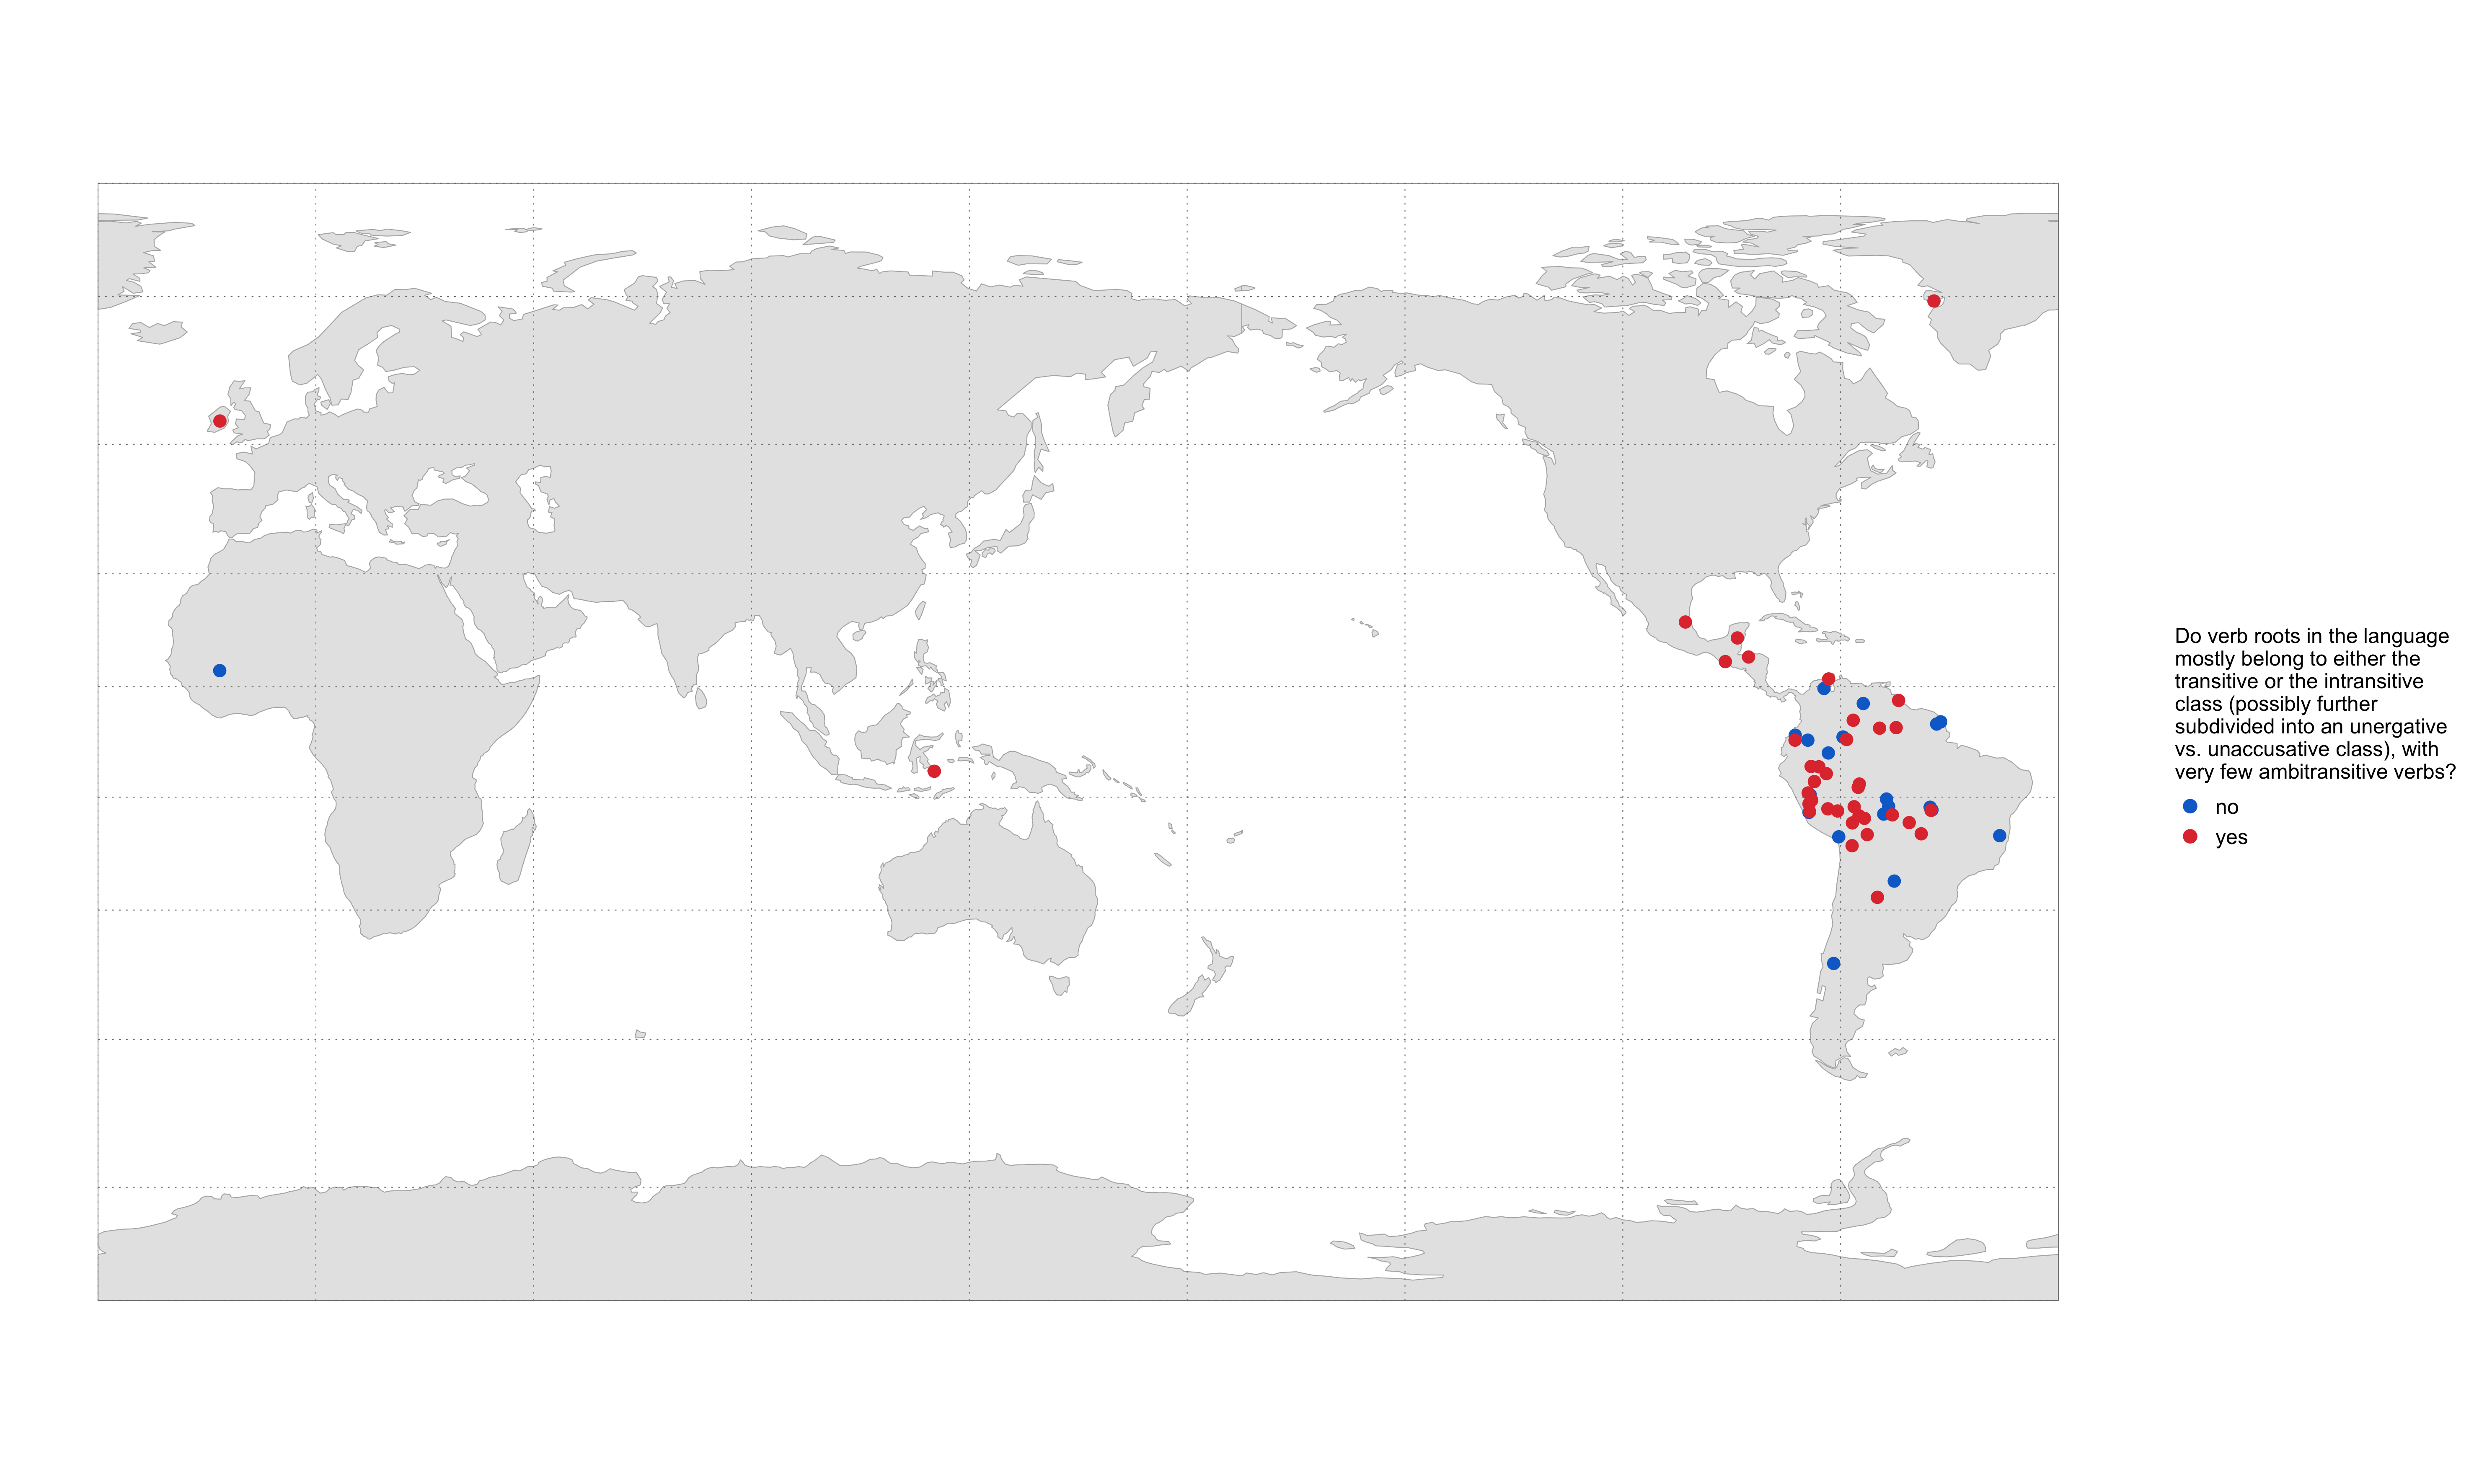 Do verb roots in the language
mostly belong to either the
transitive or the intransitive
class (possibly further
subdivided into an unergative
vs. unaccusative class), with
very few ambitransitive verbs?
no
yes